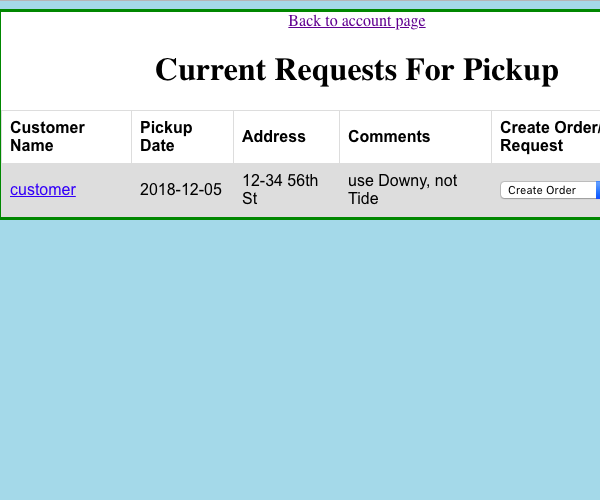 Back to account page
Current Requests For Pickup
Customer Name
Pickup Date
Address
Comments
Create Order/
Request
customer
2018-12-05
12-34 56th St
use Downy, not Tide
Create Order